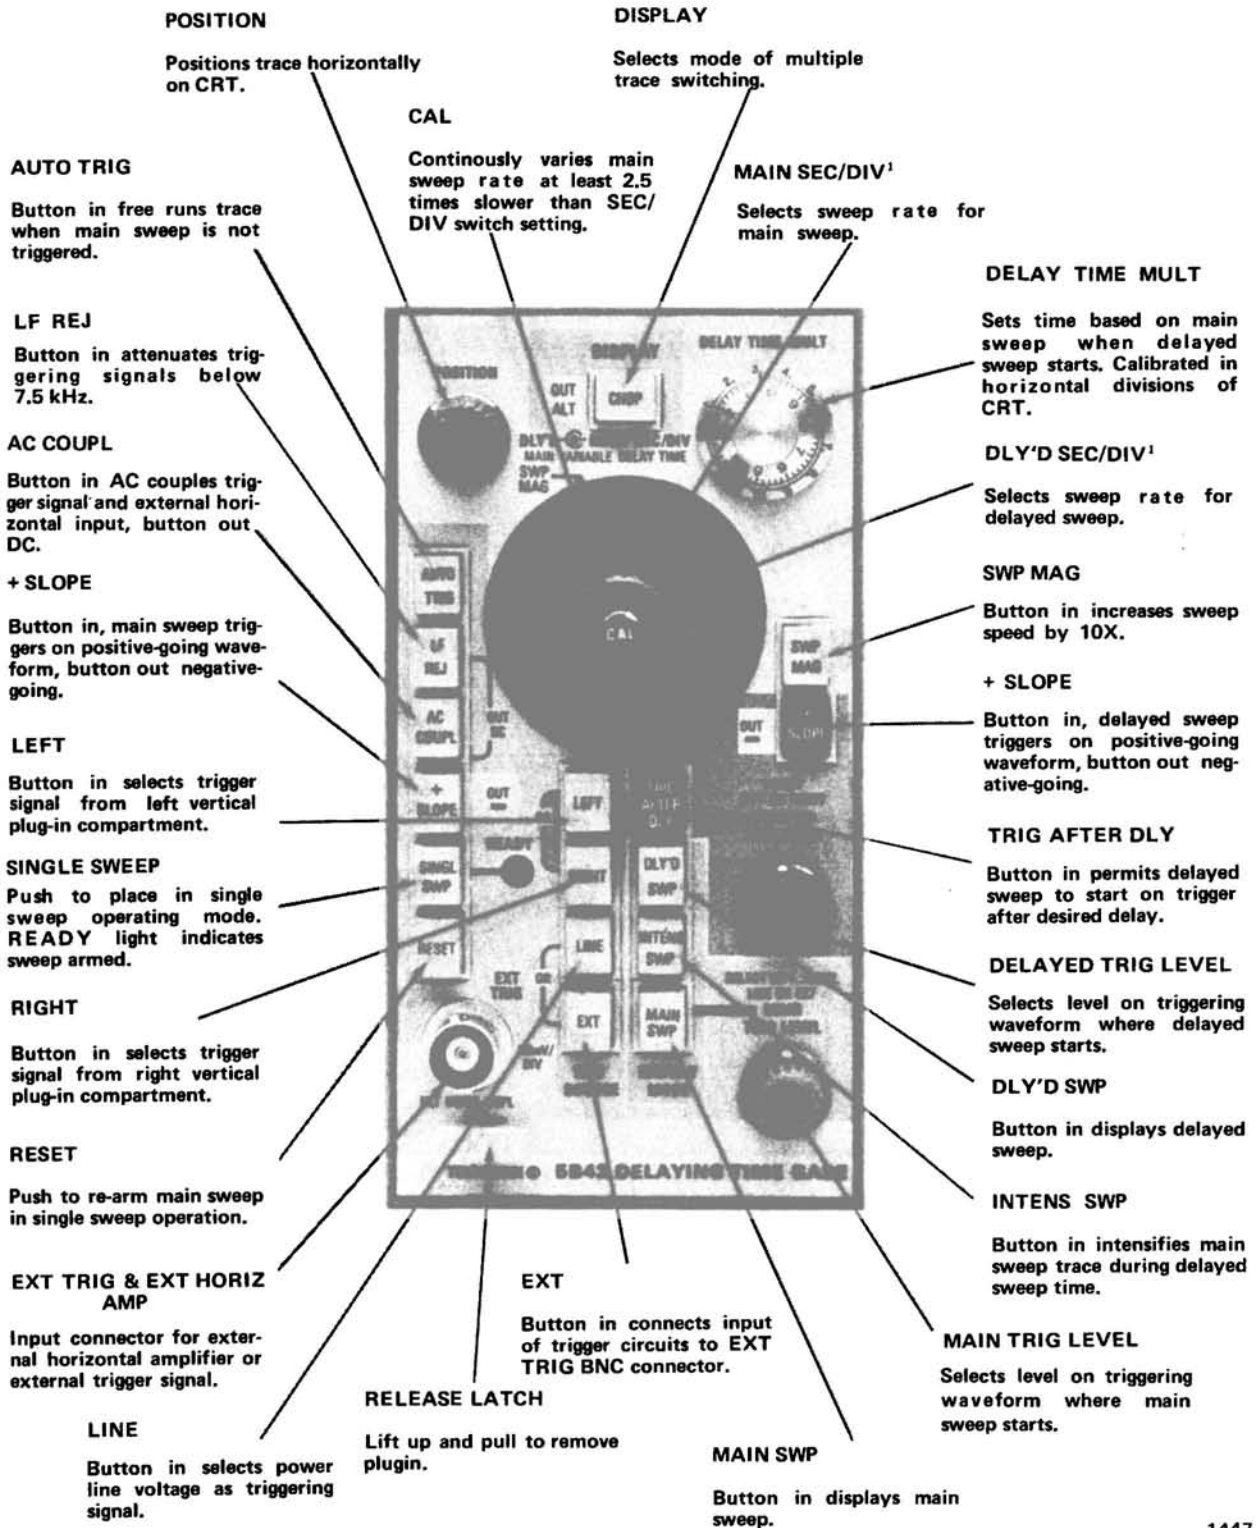 POSITION
Positions trace horizontally
on CRT.
DISPLAY
Selects mode of multiple
trace switching.
CAL
Continously varies main
sweep rate at least 2.5
times slower than SEC/
DIV switch setting.
MAIN SEC/DIV¹
Selects sweep rate for
main sweep.
AUTO TRIG
Button in free runs trace
when main sweep is not
triggered.
LF REJ
Button in attenuates trig-
gering signals below
7.5 kHz.
AC COUPL
Button in AC couples trig-
ger signal and external hori-
zontal input, button out
DC.
+ SLOPE
Button in, main sweep trig-
gers on positive-going wave-
form, button out negative-
going.
LEFT
Button in selects trigger
signal from left vertical
plug-in compartment.
SINGLE SWEEP
Push to place in single
sweep operating mode.
READY light indicates
sweep armed.
RIGHT
Button in selects trigger
signal from right vertical
plug-in compartment.
RESET
Push to re-arm main sweep
in single sweep operation.
EXT TRIG & EXT HORIZ
AMP
Input connector for exter-
nal horizontal amplifier or
external trigger signal.
LINE
Button in selects power
line voltage as triggering
signal.
POSITION
DISPLAY
OUT
ALT
CHOP
DELAY TIME MULT
SEC/DIV
MAIN VARIABLE DELAY TIME
SWP
MAG
CAL
AUTO
TRIG
LF
REJ
AC
COUPL
OUT
DC
+
SLOPE
OUT
READY
SINGL
SWP
RESET
LEFT
LINE
EXT
EXT
TRIG
OR
DIV
AFTER
DLY'D
SWP
INTENS
SWP
MAIN
SWP
SWP
MAG
OUT
SLOPE
5B42 DELAYING TIME BASE
DELAY TIME MULT
Sets time based on main
sweep when delayed
sweep starts. Calibrated in
horizontal divisions of
CRT.
DLY'D SEC/DIV¹
Selects sweep rate for
delayed sweep.
SWP MAG
Button in increases sweep
speed by 10X.
+ SLOPE
Button in, delayed sweep
triggers on positive-going
waveform, button out neg-
ative-going.
TRIG AFTER DLY
Button in permits delayed
sweep to start on trigger
after desired delay.
DELAYED TRIG LEVEL
Selects level on triggering
waveform where delayed
sweep starts.
DLY'D SWP
Button in displays delayed
sweep.
INTENS SWP
Button in intensifies main
sweep trace during delayed
sweep time.
MAIN TRIG LEVEL
Selects level on triggering
waveform where main
sweep starts.
EXT
Button in connects input
of trigger circuits to EXT
TRIG BNC connector.
RELEASE LATCH
Lift up and pull to remove
plugin.
MAIN SWP
Button in displays main
sweep.